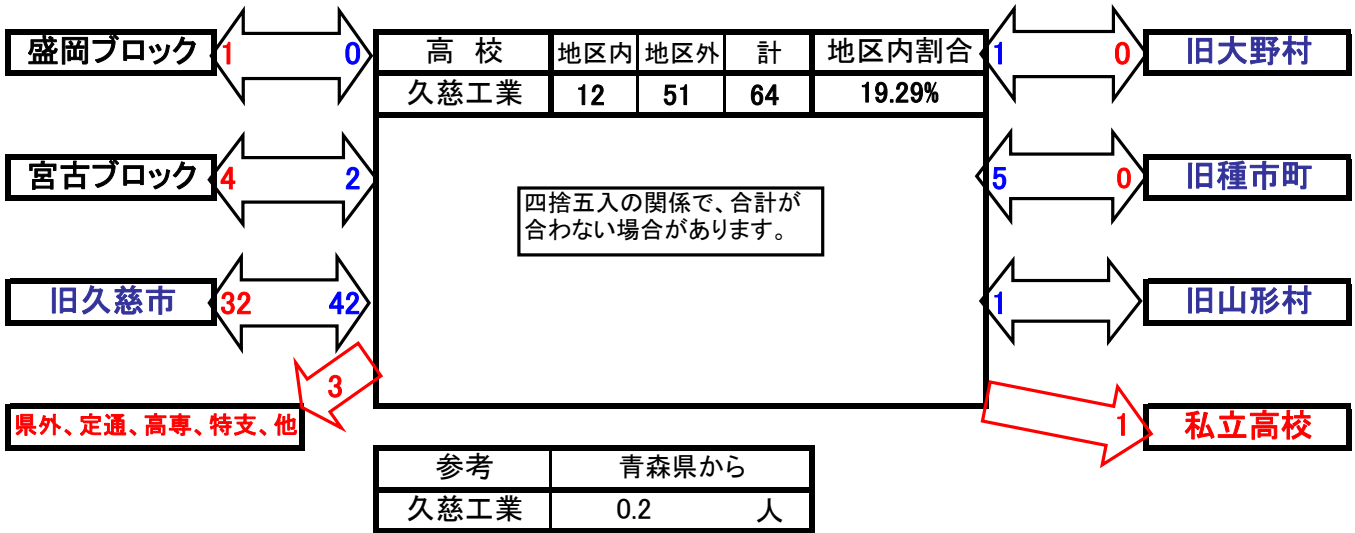 盛岡ブロック
1 0
高 校 地区内 地区外 計 地区内割合
久慈工業 12 51 64 19.29%
1 0
旧大野村
宮古ブロック
4 2
5 0
旧種市町
四捨五入の関係で、合計が
合わない場合があります。
旧久慈市
32 42
1
旧山形村
3
県外、定通、高専、特支、他
1
私立高校
参考 青森県から
久慈工業 0.2 人